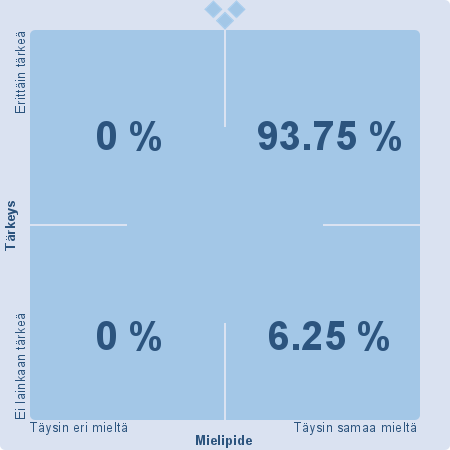 Erittäin tärkeä
0 %
93.75 %
Tärkeys
Ei lainkaan tärkeä
0 %
6.25 %
Täysin eri mieltä
Täysin samaa mieltä
Mielipide